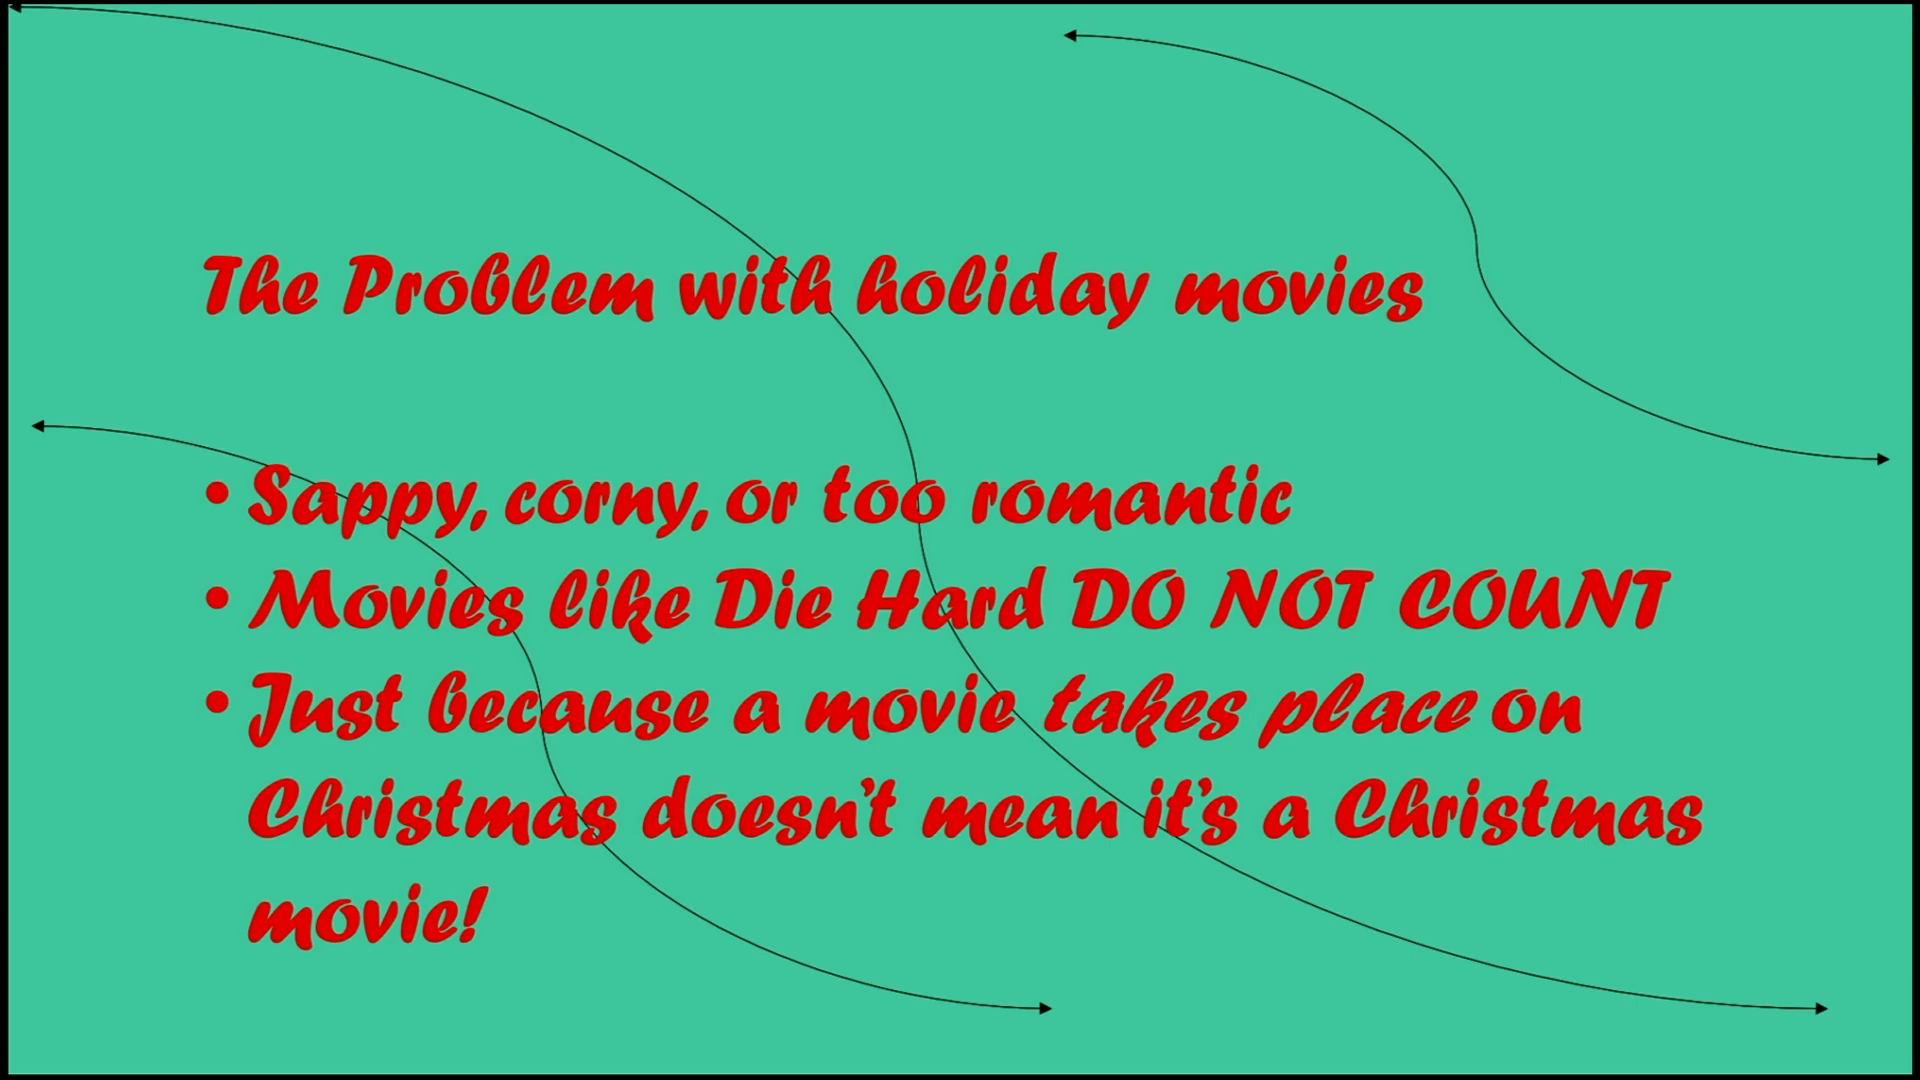 The Problem with holiday movies
• Sappy, corny, or too romantic
• Movies like Die Hard DO NOT COUNT
• Just because a movie takes place on
Christmas doesn't mean it's a Christmas
movie!